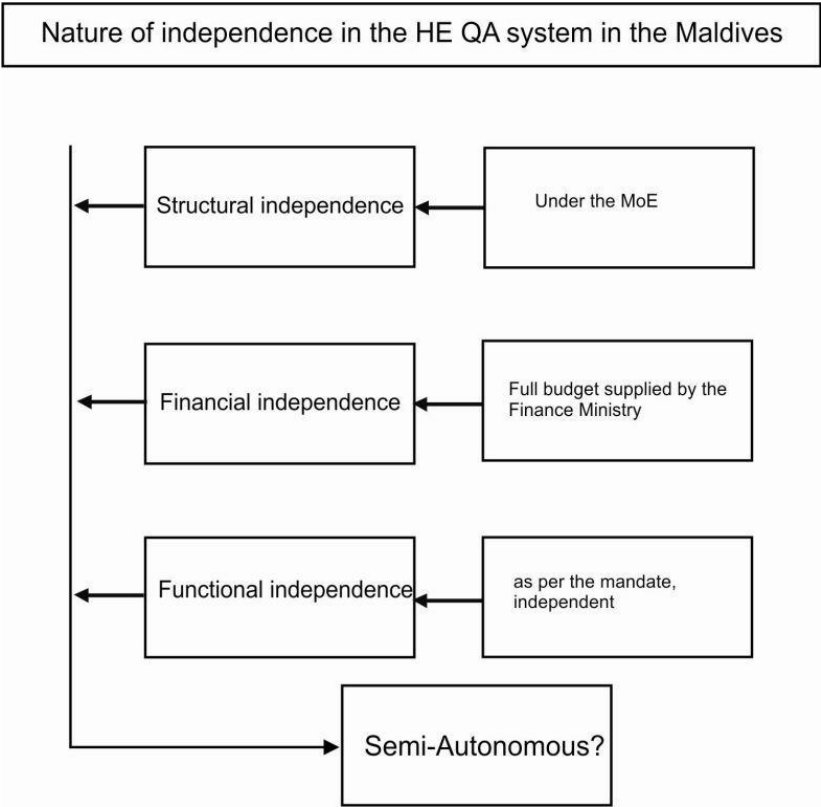 Nature of independence in the HE QA system in the Maldives
Structural independence
Under the MoE
Financial independence
Full budget supplied by the
Finance Ministry
Functional independence
as per the mandate,
independent
Semi-Autonomous?